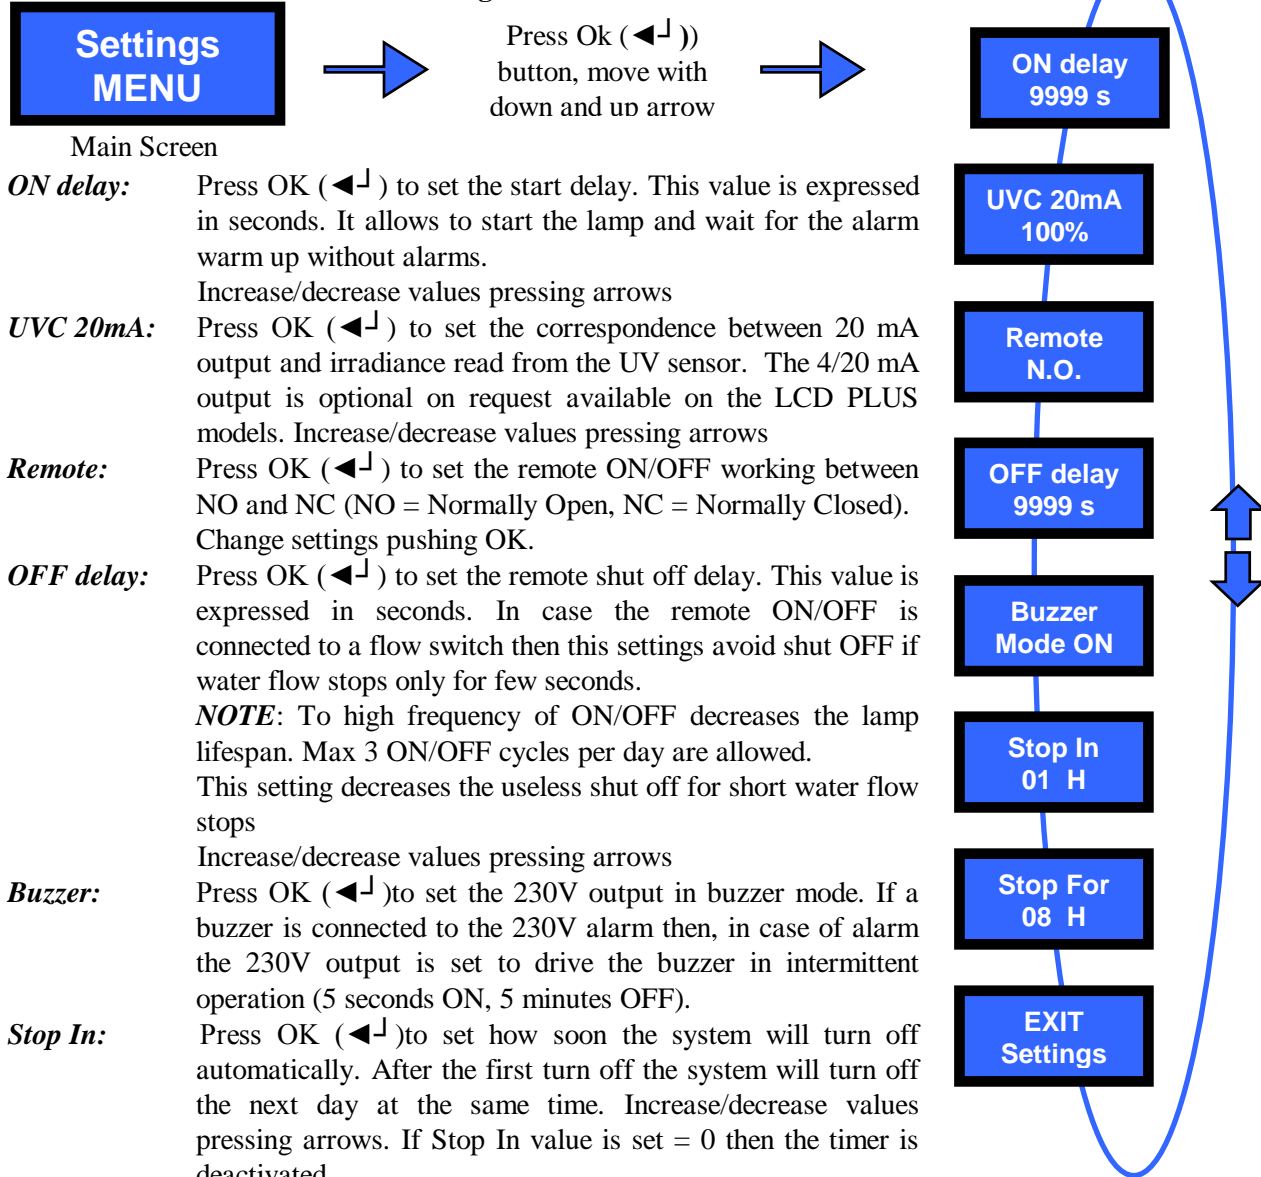 Settings
MENU
Press Ok (◄┘))
button, move with
down and up arrow
Main Screen
ON delay: Press OK (◄┘) to set the start delay. This value is expressed
in seconds. It allows to start the lamp and wait for the alarm
warm up without alarms.
Increase/decrease values pressing arrows
UVC 20mA: Press OK (◄┘) to set the correspondence between 20 mA
output and irradiance read from the UV sensor. The 4/20 mA
output is optional on request available on the LCD PLUS
models. Increase/decrease values pressing arrows
Remote: Press OK (◄┘) to set the remote ON/OFF working between
NO and NC (NO = Normally Open, NC = Normally Closed).
Change settings pushing OK.
OFF delay: Press OK (◄┘) to set the remote shut off delay. This value is
expressed in seconds. In case the remote ON/OFF is
connected to a flow switch then this settings avoid shut OFF if
water flow stops only for few seconds.
NOTE: To high frequency of ON/OFF decreases the lamp
lifespan. Max 3 ON/OFF cycles per day are allowed.
This setting decreases the useless shut off for short water flow
stops
Increase/decrease values pressing arrows
Buzzer: Press OK (◄┘)to set the 230V output in buzzer mode. If a
buzzer is connected to the 230V alarm then, in case of alarm
the 230V output is set to drive the buzzer in intermittent
operation (5 seconds ON, 5 minutes OFF).
Stop In: Press OK (◄┘)to set how soon the system will turn off
automatically. After the first turn off the system will turn off
the next day at the same time. Increase/decrease values
pressing arrows. If Stop In value is set = 0 then the timer is
deactivated
ON delay
9999 s
UVC 20mA
100%
Remote
N.O.
OFF delay
9999 s
Buzzer
Mode ON
Stop In
01 H
Stop For
08 H
EXIT
Settings